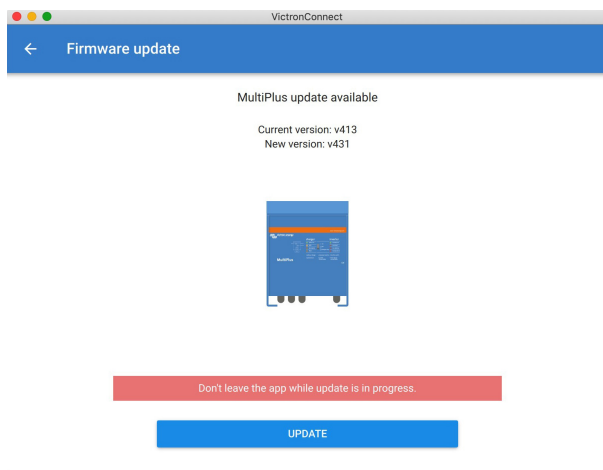 VictronConnect
Firmware update
MultiPlus update available
Current version: v413
New version: v431
MultiPlus
Don't leave the app while update is in progress.
UPDATE